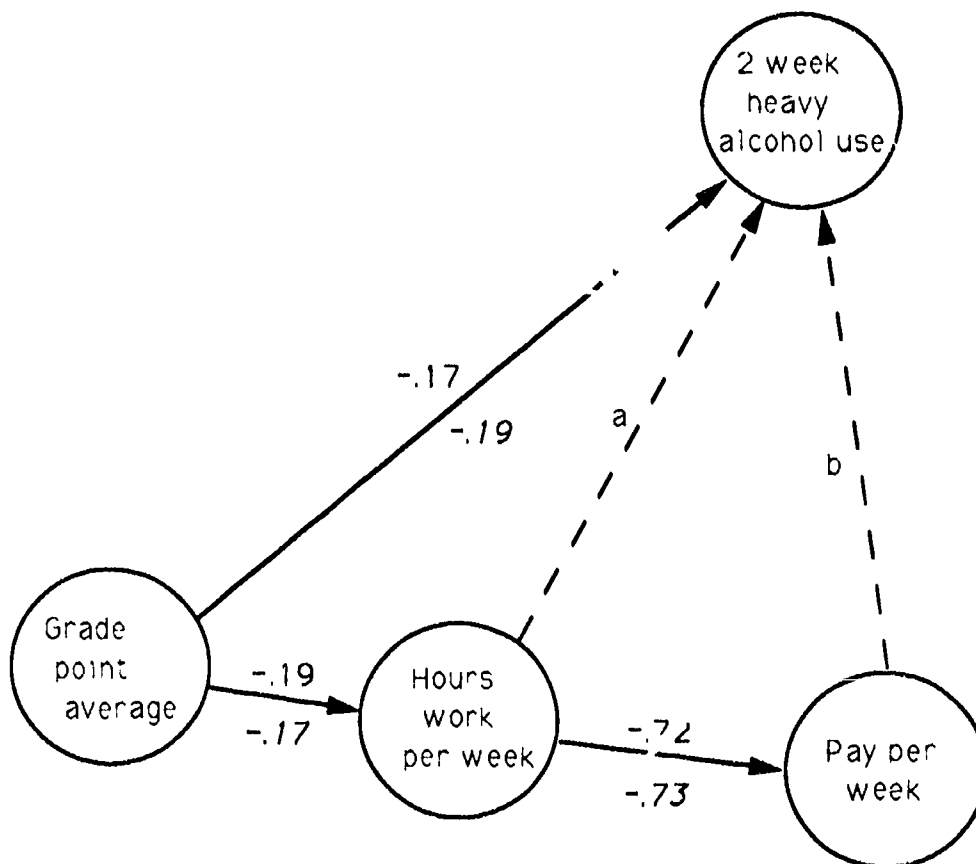 2 week
heavy
alcohol use
-.17
-.19
a
b
Grade
point
average
-.19
-.17
Hours
work
per week
-.72
-.73
Pay per
week